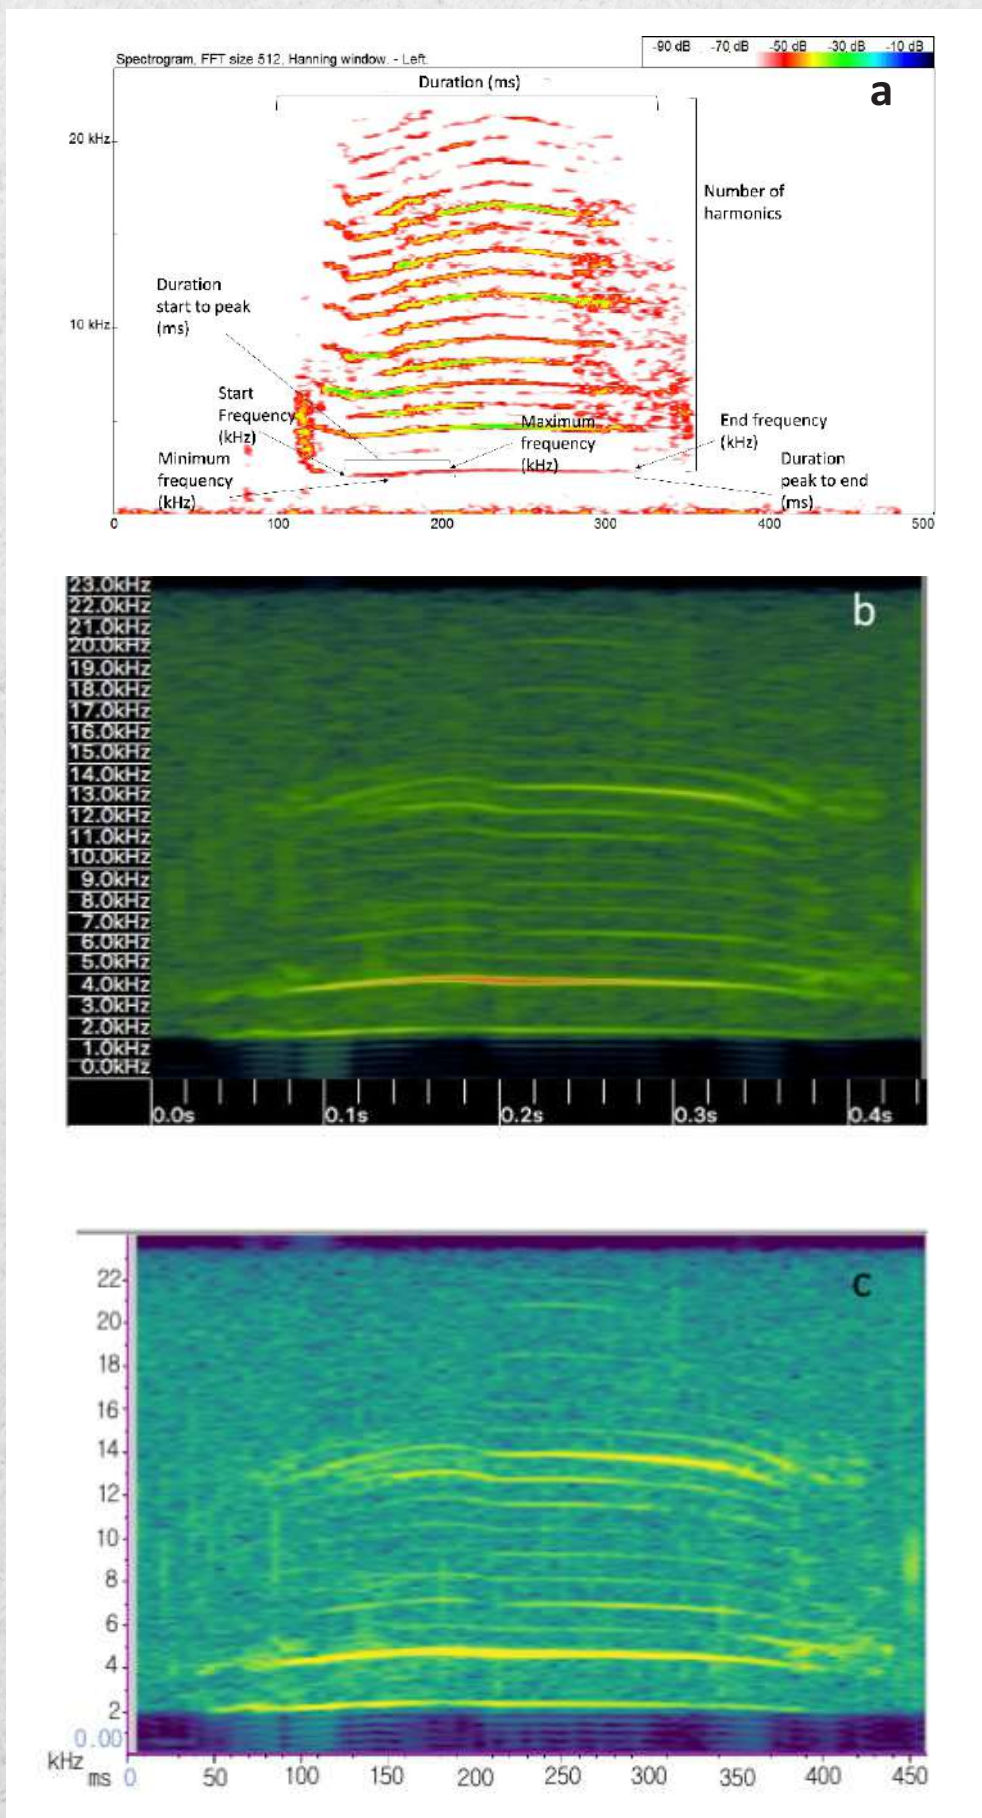 -90 dB -70 dB -50 dB -30 dB -10 dB
Spectrogram, FFT size 512, Hanning window. - Left.
a
Duration (ms)
20 kHz
Number of
harmonics
Duration
start to peak
(ms)
10 kHz
Start
Frequency
(kHz)
Maximum
frequency
(kHz)
End frequency
(kHz)
Minimum
frequency
(kHz)
Duration
peak to end
(ms)
0 100 200 300 400 500
b
23.0kHz
22.0kHz
21.0kHz
20.0kHz
19.0kHz
18.0kHz
17.0kHz
16.0kHz
15.0kHz
14.0kHz
13.0kHz
12.0kHz
11.0kHz
10.0kHz
9.0kHz
8.0kHz
7.0kHz
6.0kHz
5.0kHz
4.0kHz
3.0kHz
2.0kHz
1.0kHz
0.0kHz
0.0s 0.1s 0.2s 0.3s 0.4s
c
22
20
18
16
14
12
10
8
6
4
2
0.00
kHz
ms 0 50 100 150 200 250 300 350 400 450